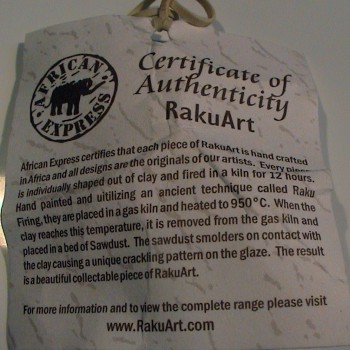 AFRICAN EXPRESS
Certificate of
Authenticity
RakuArt
African Express certifies that each piece of RakuArt is hand crafted
in Africa and all designs are the originals of our artists. Every piece
is individually shaped out of clay and fired in a kiln for 12 hours.
Hand painted and uitilizing an ancient technique called Raku
Firing, they are placed in a gas kiln and heated to 950°C. When the
clay reaches this temperature, it is removed from the gas kiln and
placed in a bed of Sawdust. The sawdust smolders on contact with
the clay causing a unique crackling pattern on the glaze. The result
is a beautiful collectable piece of RakuArt.
For more information and to view the complete range please visit
www.RakuArt.com